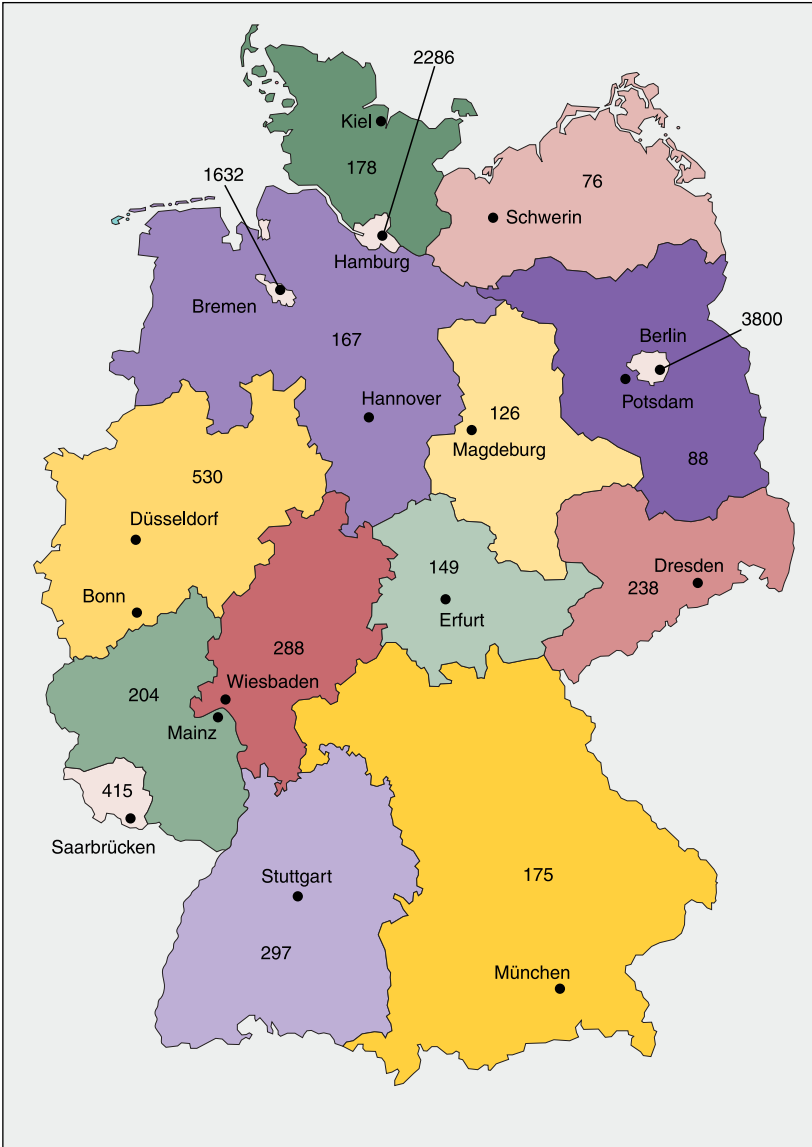 2286
Kiel
178
1632
76
Schwerin
Hamburg
Bremen
3800
Berlin
167
Potsdam
Hannover
126
Magdeburg
88
530
Düsseldorf
149
Dresden
238
Bonn
Erfurt
288
Wiesbaden
204
Mainz
415
Saarbrücken
Stuttgart
175
297
München